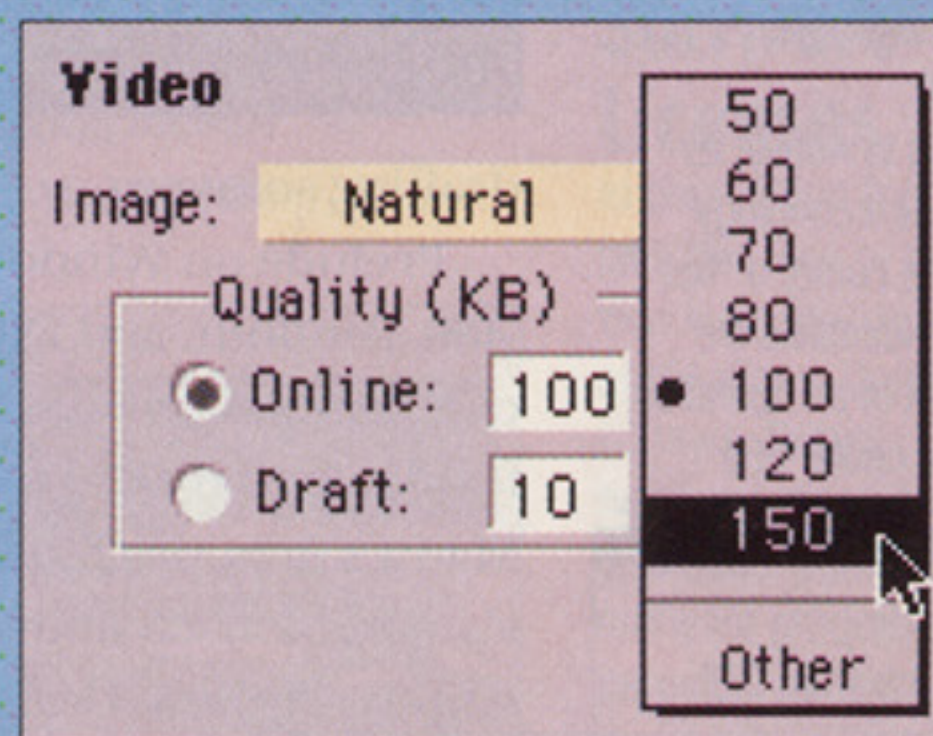 Video
Image: Natural
Quality (KB)
Online: 100
Draft: 10
50
60
70
80
100
120
150
Other